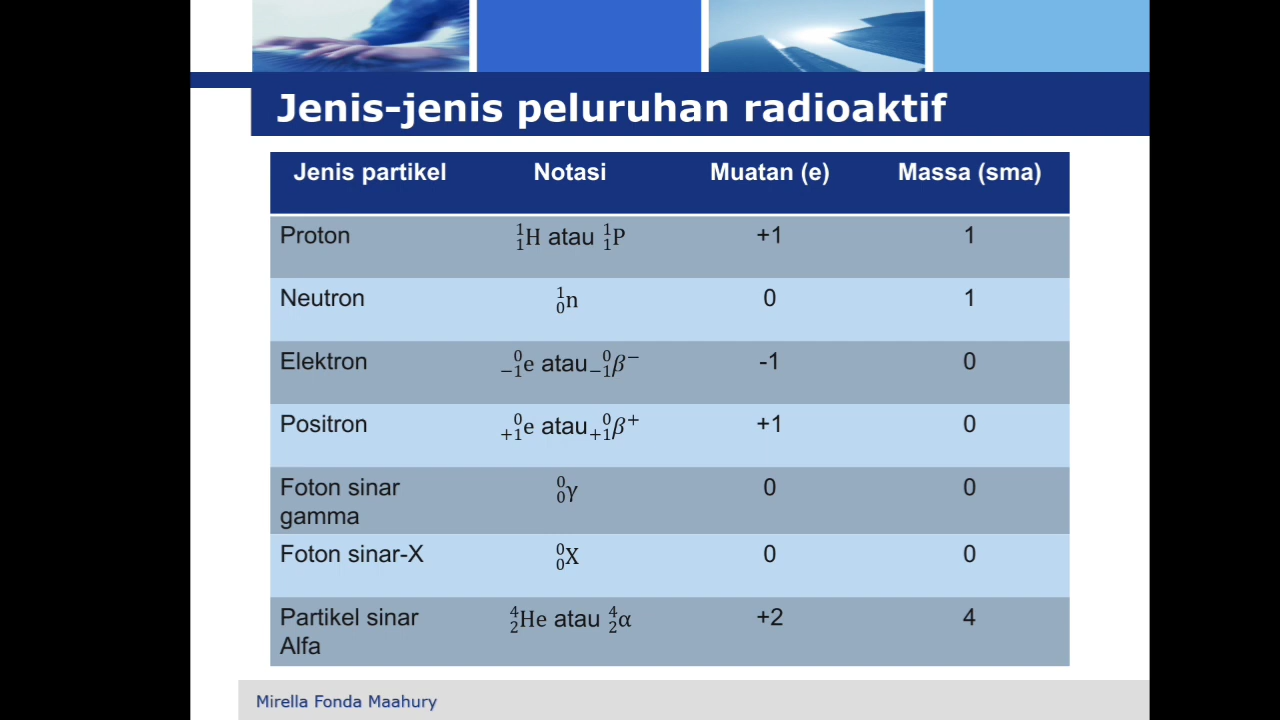 Jenis-jenis peluruhan radioaktif
Jenis partikel Notasi Muatan (e) Massa (sma)
Proton ¹₁H atau ¹₁P +1 1
Neutron ¹₀n 0 1
Elektron ⁰₋₁e atau ⁰₋₁β⁻ -1 0
Positron ⁰₊₁e atau ⁰₊₁β⁺ +1 0
Foton sinar gamma ⁰₀γ 0 0
Foton sinar-X ⁰₀X 0 0
Partikel sinar Alfa ⁴₂He atau ⁴₂α +2 4
Mirella Fonda Maahury